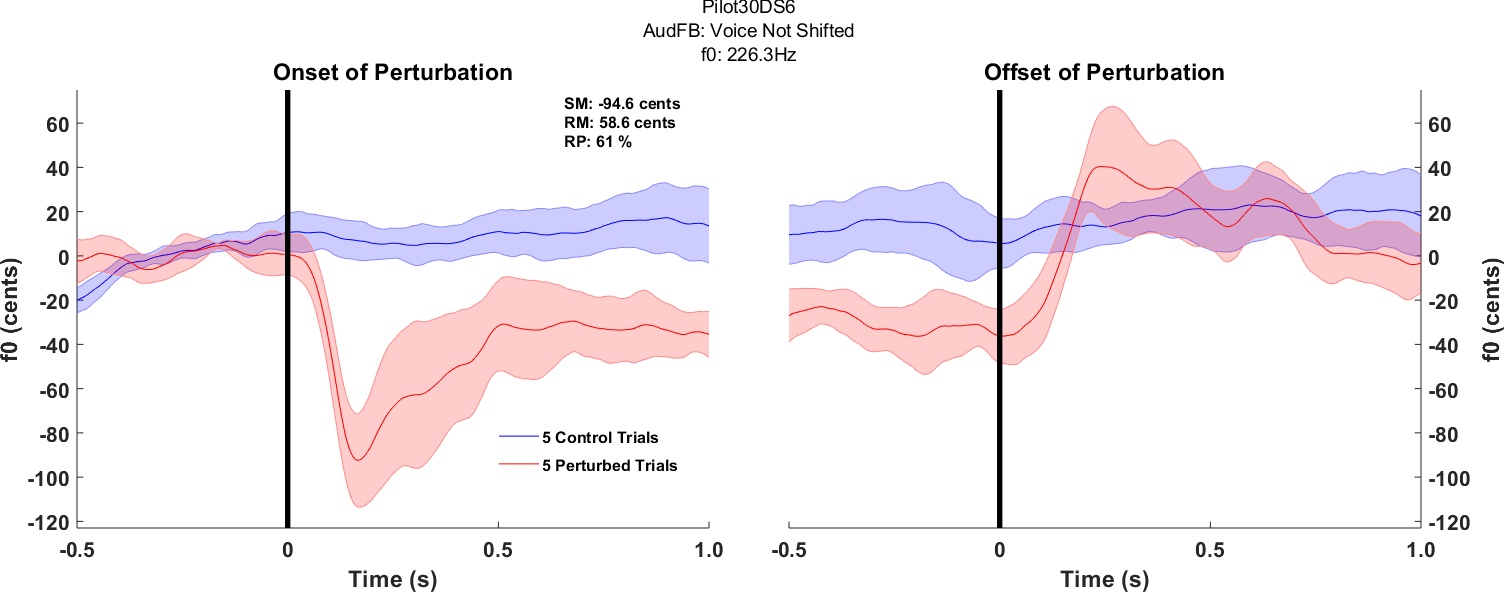 Pilot30DS6
AudFB: Voice Not Shifted
f0: 226.3Hz
Onset of Perturbation
SM: -94.6 cents
RM: 58.6 cents
RP: 61 %
60
40
20
0
-20
-40
-60
-80
-100
-120
f0 (cents)
5 Control Trials
5 Perturbed Trials
-0.5
0
0.5
1.0
Time (s)
Offset of Perturbation
60
40
20
0
-20
-40
-60
-80
-100
-120
f0 (cents)
-0.5
0
0.5
1.0
Time (s)